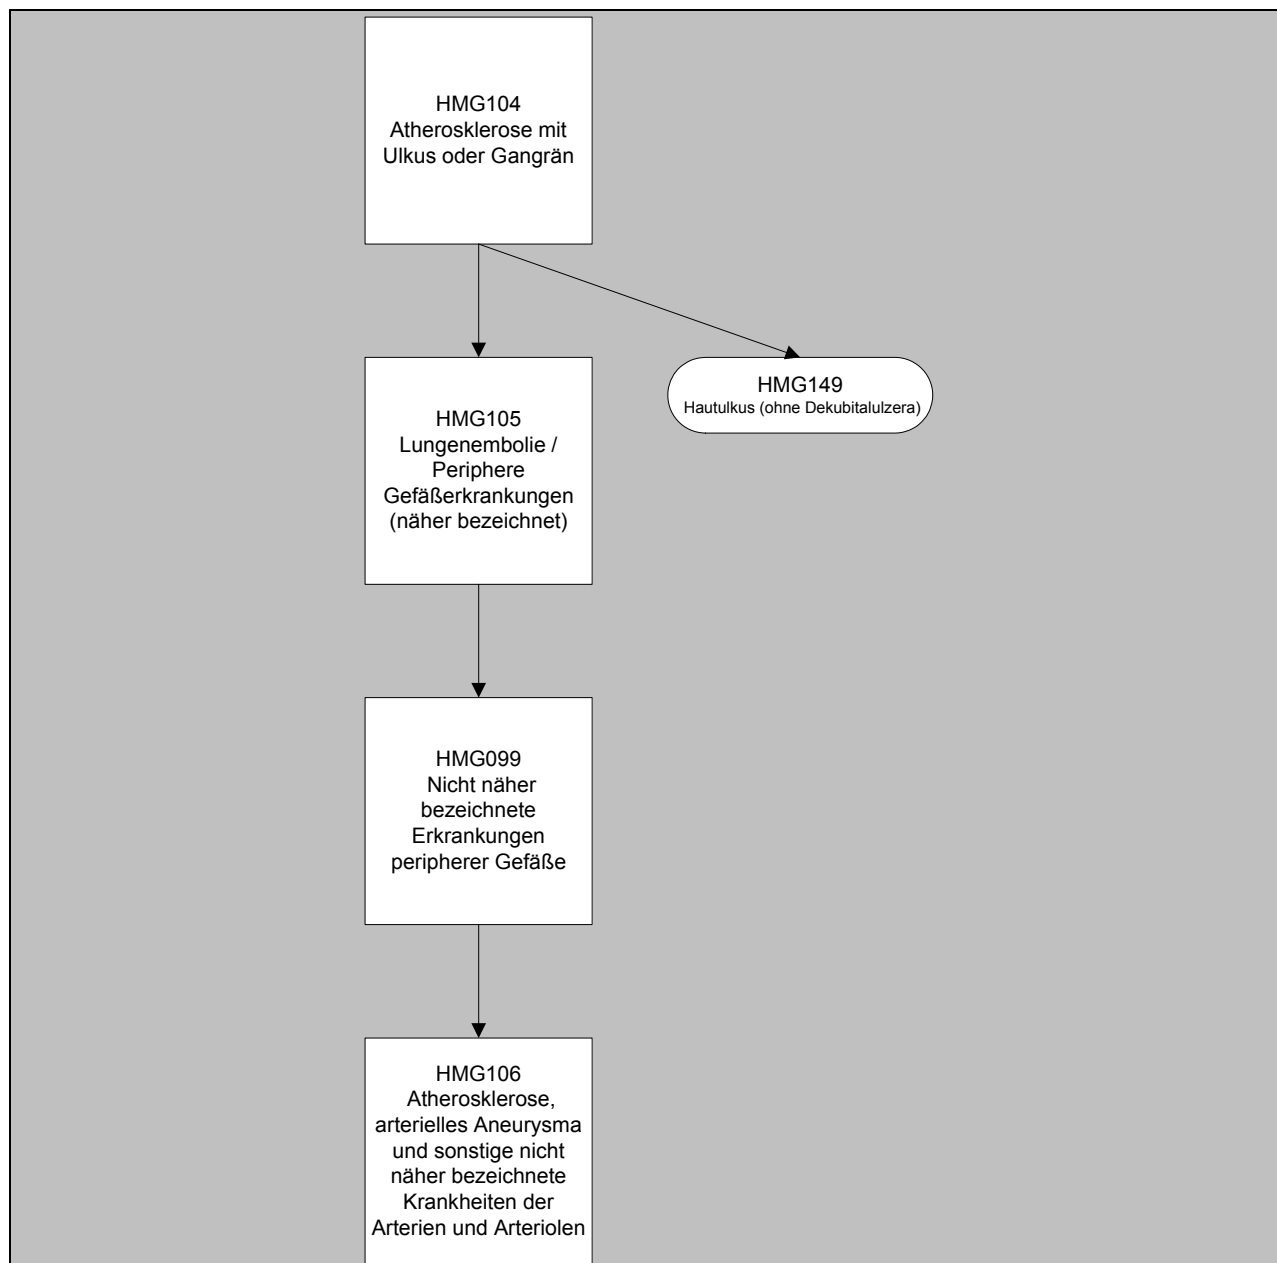 HMG104
Atherosklerose mit
Ulkus oder Gangrän
HMG105
Lungenembolie /
Periphere
Gefäßerkrankungen
(näher bezeichnet)
HMG149
Hautulkus (ohne Dekubitalulzera)
HMG099
Nicht näher
bezeichnete
Erkrankungen
peripherer Gefäße
HMG106
Atherosklerose,
arterielles Aneurysma
und sonstige nicht
näher bezeichnete
Krankheiten der
Arterien und Arteriolen